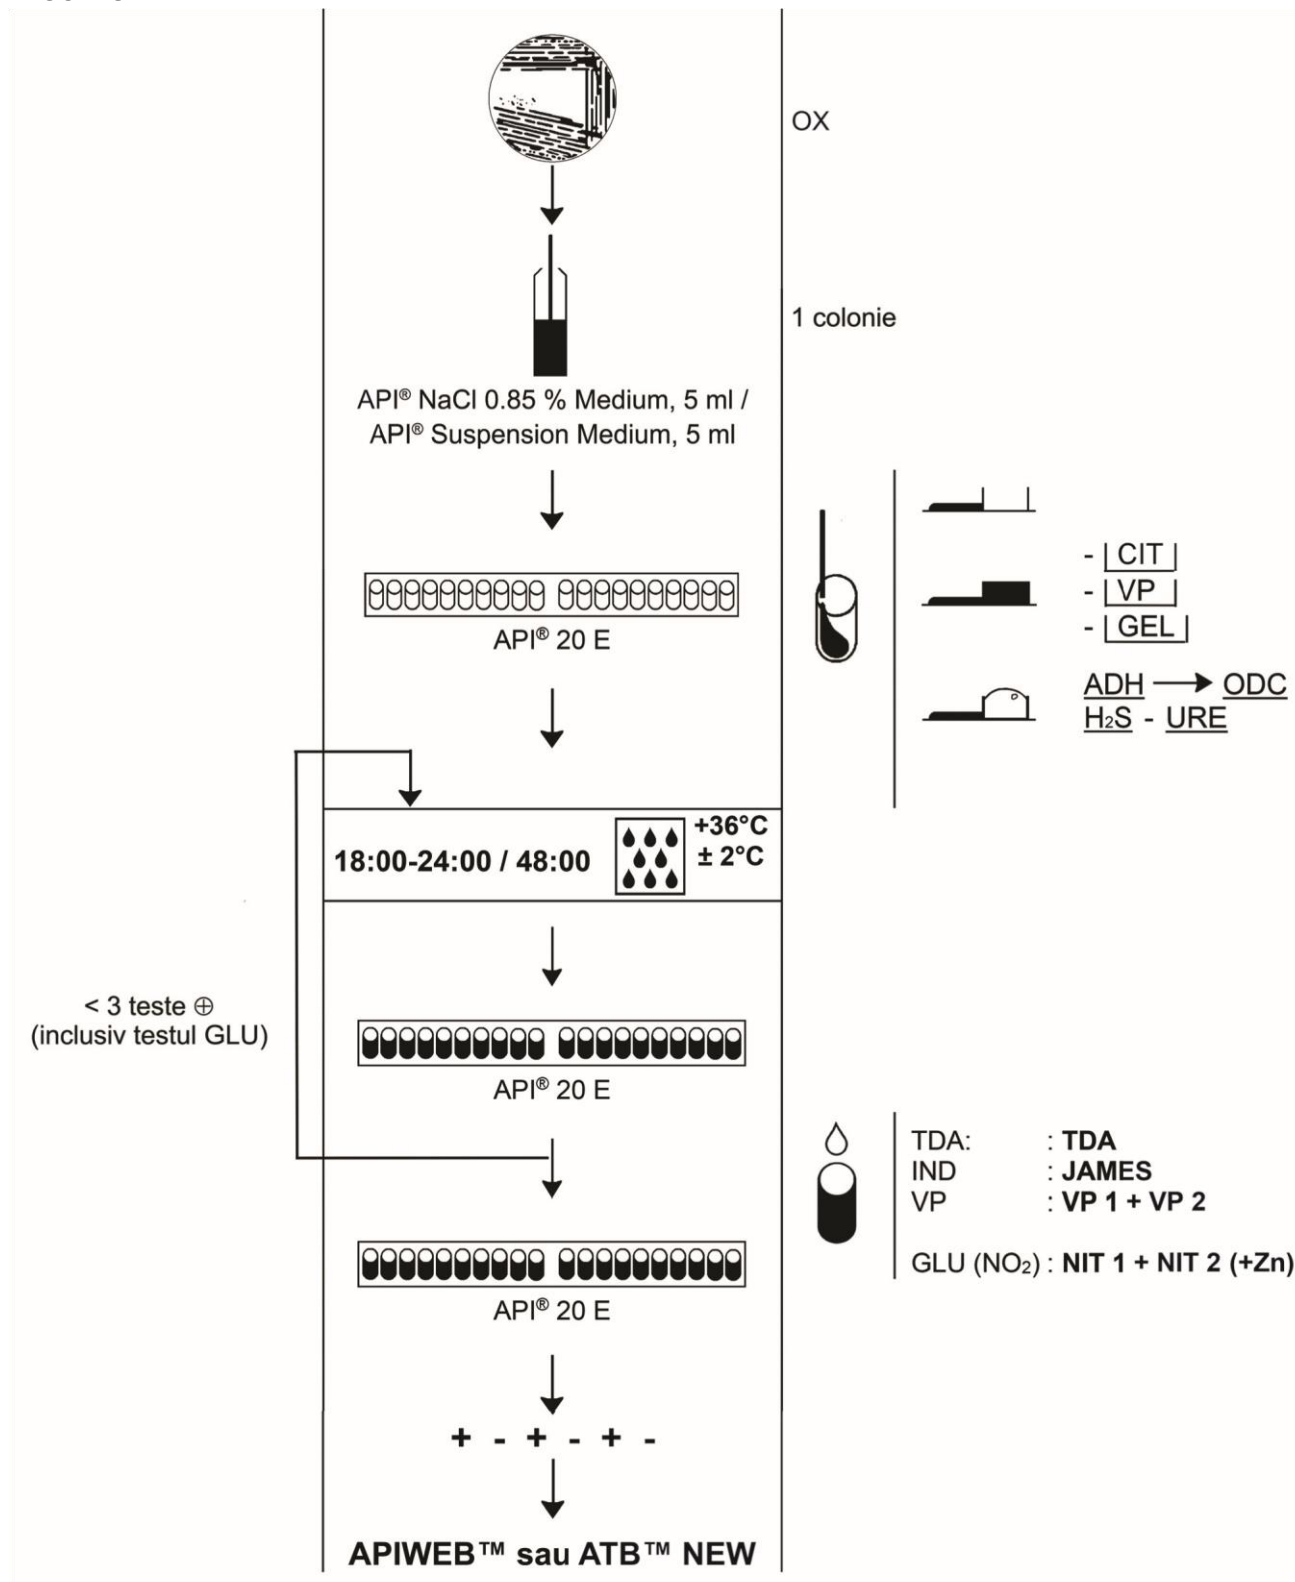 OX
1 colonie
API® NaCl 0.85 % Medium, 5 ml /
API® Suspension Medium, 5 ml
API® 20 E
- | CIT |
- | VP |
- | GEL |
ADH → ODC
H₂S - URE
18:00-24:00 / 48:00
+36°C
± 2°C
< 3 teste ⊕
(inclusiv testul GLU)
API® 20 E
TDA: : TDA
IND : JAMES
VP : VP 1 + VP 2
GLU (NO₂) : NIT 1 + NIT 2 (+Zn)
API® 20 E
+ - + - + -
APIWEB™ sau ATB™ NEW